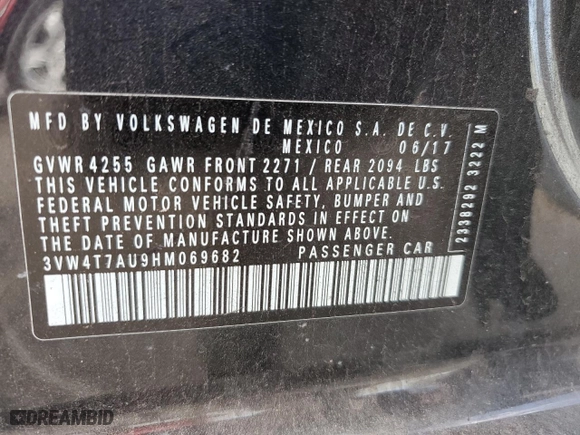 MFD BY VOLKSWAGEN DE MEXICO S.A. DE C.V.
MEXICO 06/17
GVWR 4255 GAWR FRONT 2271 / REAR 2094 LBS
THIS VEHICLE CONFORMS TO ALL APPLICABLE U.S.
FEDERAL MOTOR VEHICLE SAFETY, BUMPER AND
THEFT PREVENTION STANDARDS IN EFFECT ON
THE DATE OF MANUFACTURE SHOWN ABOVE.
3VW4T7AU9HM069682 PASSENGER CAR
2338292 3222 M
DREAMBID